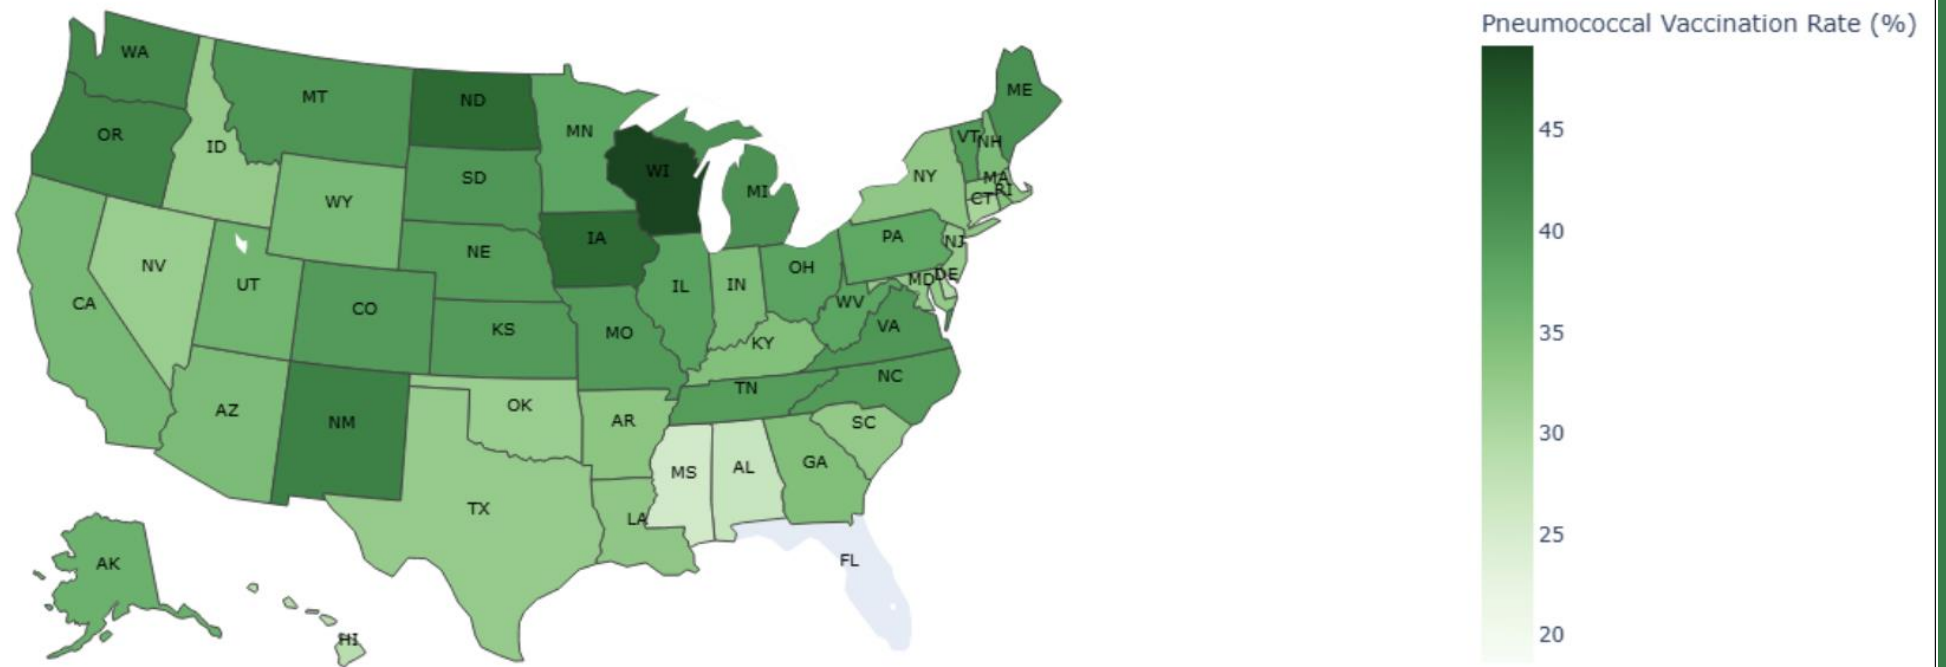 Pneumococcal Vaccination Rate (%)
WA
ME
MT
ND
MN
OR
VT
NH
ID
WI
NY
MA
SD
MI
RI
CT
WY
IA
PA
NJ
NE
NV
OH
MD
DE
UT
IL
IN
CA
WV
CO
VA
KS
MO
KY
NC
TN
OK
AZ
AR
NM
SC
GA
AL
MS
TX
LA
FL
AK
HI
45
40
35
30
25
20